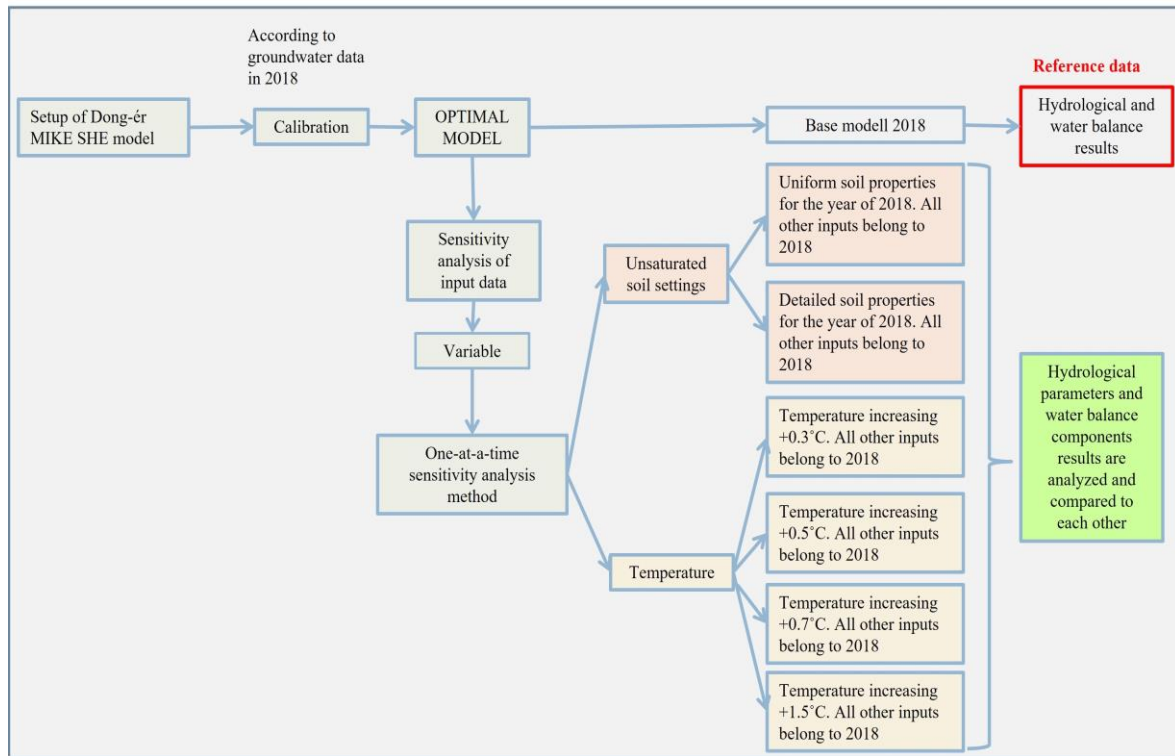 According to
groundwater data
in 2018
Reference data
Setup of Dong-ér
MIKE SHE model
Calibration
OPTIMAL
MODEL
Base modell 2018
Hydrological and
water balance
results
Uniform soil properties
for the year of 2018. All
other inputs belong to
2018
Sensitivity
analysis of
input data
Unsaturated
soil settings
Detailed soil properties
for the year of 2018. All
other inputs belong to
2018
Variable
Hydrological
parameters and
water balance
components
results are
analyzed and
compared to
each other
Temperature increasing
+0.3˚C. All other inputs
belong to 2018
One-at-a-time
sensitivity analysis
method
Temperature increasing
+0.5˚C. All other inputs
belong to 2018
Temperature
Temperature increasing
+0.7˚C. All other inputs
belong to 2018
Temperature increasing
+1.5˚C. All other inputs
belong to 2018